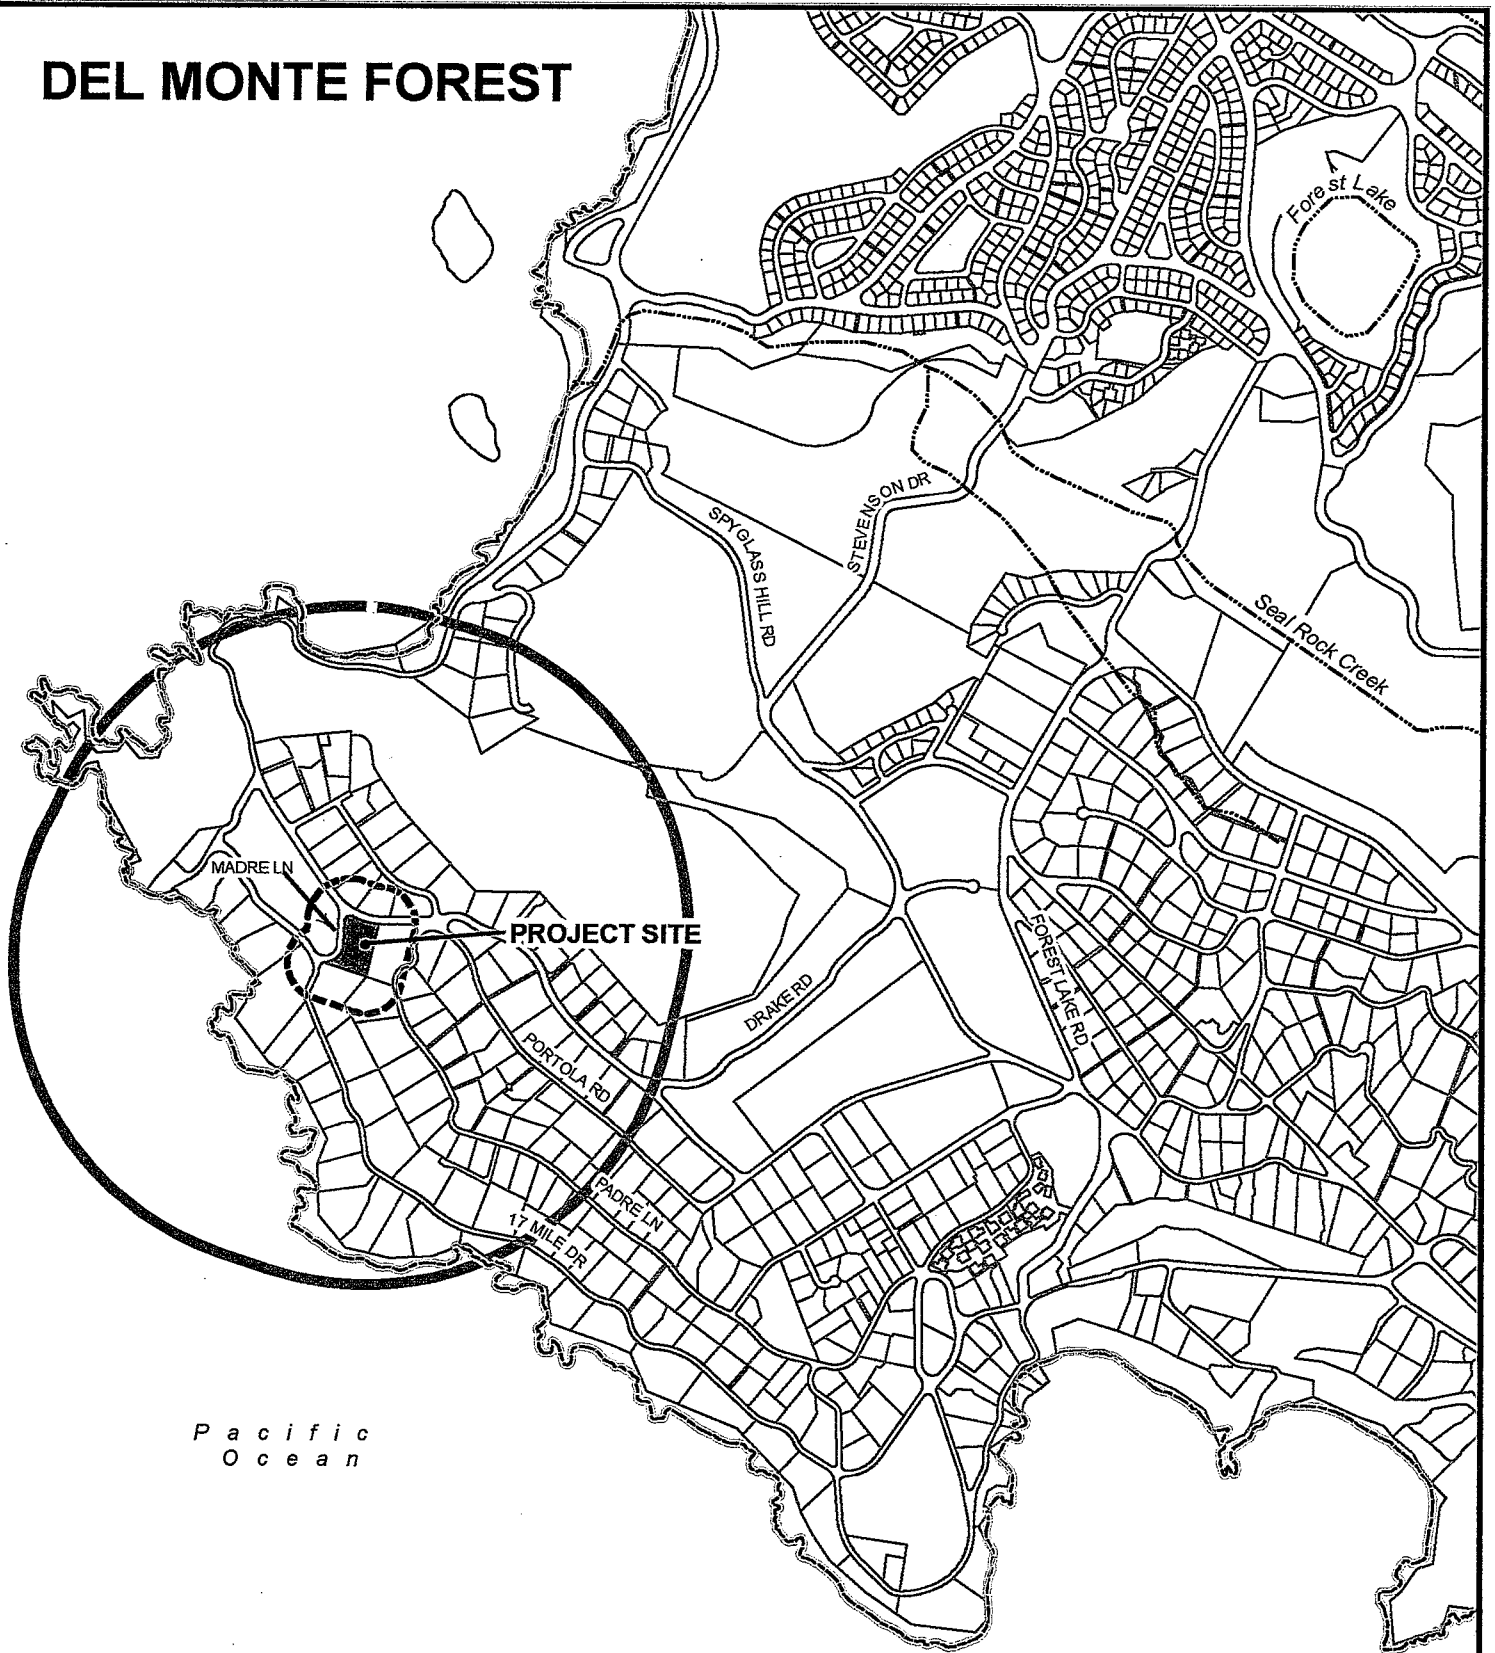 DEL MONTE FOREST
Forest Lake
SPYGLASS HILL RD
STEVENSON DR
Seal Rock Creek
MADRE LN
PROJECT SITE
FOREST LAKE RD
DRAKE RD
PORTOLA RD
PADRE LN
17 MILE DR
Pacific
Ocean